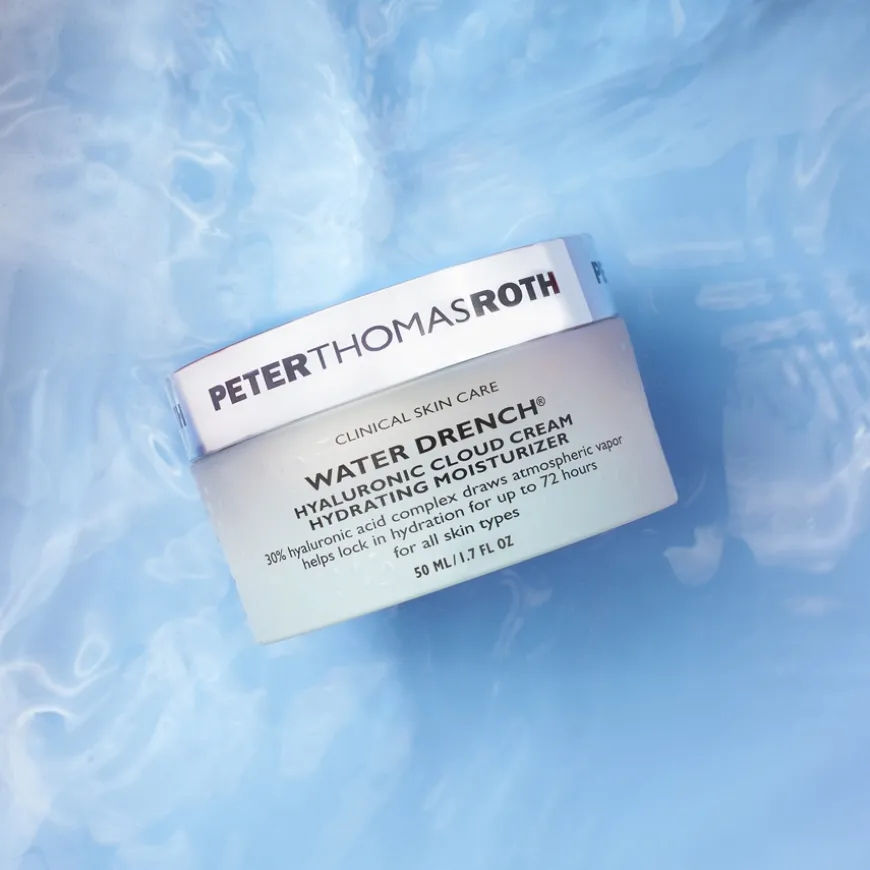 PETERTHOMASROTH
CLINICAL SKIN CARE
WATER DRENCH®
HYALURONIC CLOUD CREAM
HYDRATING MOISTURIZER
30% hyaluronic acid complex draws atmospheric vapor
helps lock in hydration for up to 72 hours
for all skin types
50 ML/1.7 FL OZ